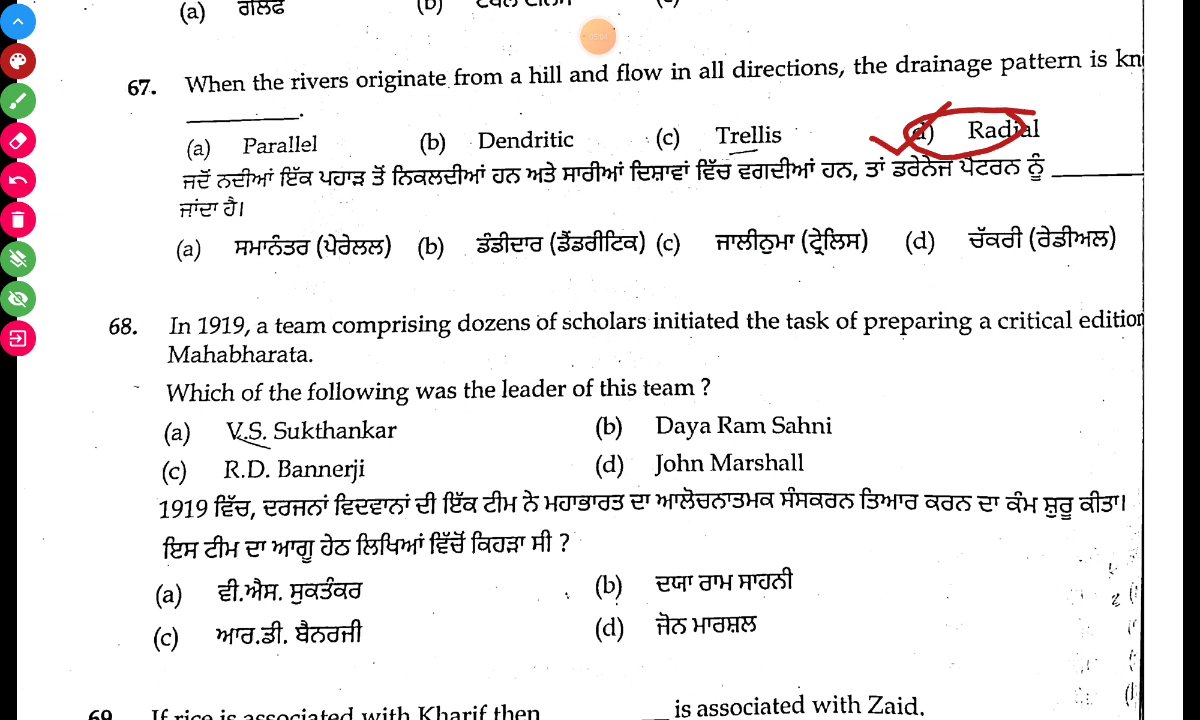 (a) ਗੋਲਫ (b)
67. When the rivers originate from a hill and flow in all directions, the drainage pattern is kn
___________.
(a) Parallel (b) Dendritic (c) Trellis (d) Radial
ਜਦੋਂ ਨਦੀਆਂ ਇੱਕ ਪਹਾੜ ਤੋਂ ਨਿਕਲਦੀਆਂ ਹਨ ਅਤੇ ਸਾਰੀਆਂ ਦਿਸ਼ਾਵਾਂ ਵਿੱਚ ਵਗਦੀਆਂ ਹਨ, ਤਾਂ ਡਰੇਨੇਜ ਪੈਟਰਨ ਨੂੰ _________
ਜਾਂਦਾ ਹੈ।
(a) ਸਮਾਨੰਤਰ (ਪੇਰੇਲਲ) (b) ਡੰਡੀਦਾਰ (ਡੈਂਡਰੀਟਿਕ) (c) ਜਾਲੀਨੁਮਾ (ਟ੍ਰੇਲਿਸ) (d) ਚੱਕਰੀ (ਰੇਡੀਅਲ)
68. In 1919, a team comprising dozens of scholars initiated the task of preparing a critical edition
Mahabharata.
Which of the following was the leader of this team ?
(a) V.S. Sukthankar (b) Daya Ram Sahni
(c) R.D. Bannerji (d) John Marshall
1919 ਵਿੱਚ, ਦਰਜਨਾਂ ਵਿਦਵਾਨਾਂ ਦੀ ਇੱਕ ਟੀਮ ਨੇ ਮਹਾਭਾਰਤ ਦਾ ਆਲੋਚਨਾਤਮਕ ਸੰਸਕਰਨ ਤਿਆਰ ਕਰਨ ਦਾ ਕੰਮ ਸ਼ੁਰੂ ਕੀਤਾ।
ਇਸ ਟੀਮ ਦਾ ਆਗੂ ਹੇਠ ਲਿਖਿਆਂ ਵਿੱਚੋਂ ਕਿਹੜਾ ਸੀ ?
(a) ਵੀ.ਐਸ. ਸੁਕਤੰਕਰ (b) ਦਯਾ ਰਾਮ ਸਾਹਨੀ
(c) ਆਰ.ਡੀ. ਬੈਨਰਜੀ (d) ਜੋਨ ਮਾਰਸ਼ਲ
69. If rice is associated with Kharif then ______ is associated with Zaid.